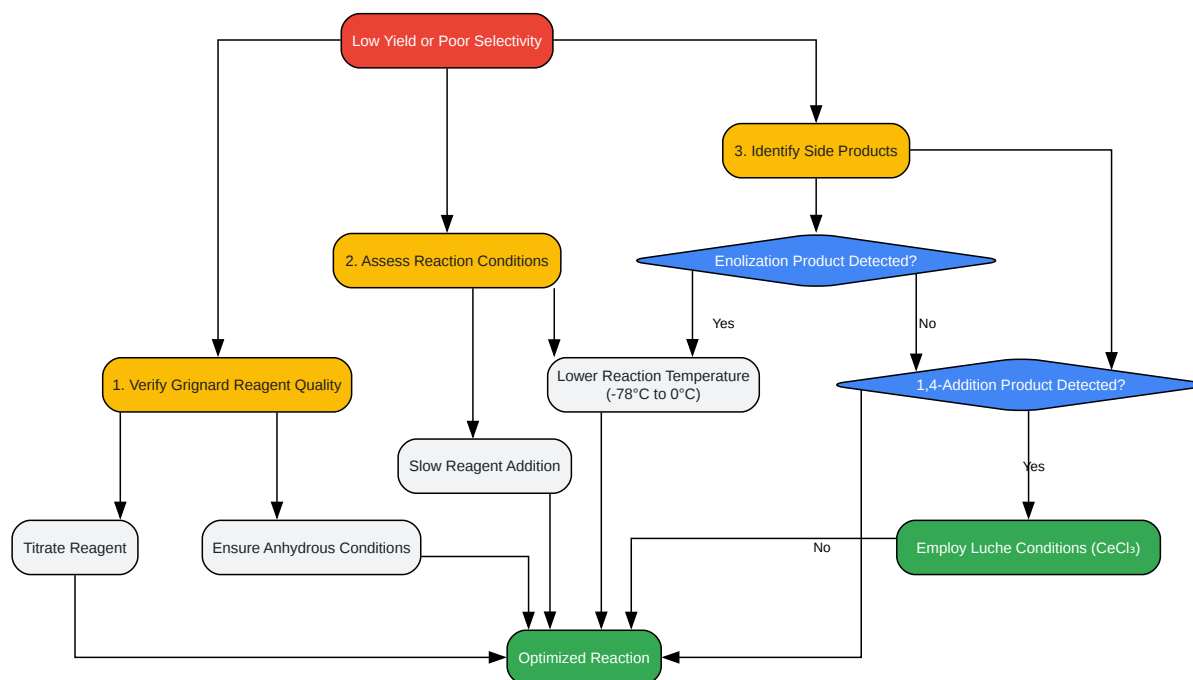 Low Yield or Poor Selectivity
3. Identify Side Products
2. Assess Reaction Conditions
Enolization Product Detected?
Yes
No
1. Verify Grignard Reagent Quality
Lower Reaction Temperature
(-78°C to 0°C)
1,4-Addition Product Detected?
Slow Reagent Addition
Yes
Titrate Reagent
Ensure Anhydrous Conditions
No
Employ Luche Conditions (CeCl₃)
Optimized Reaction